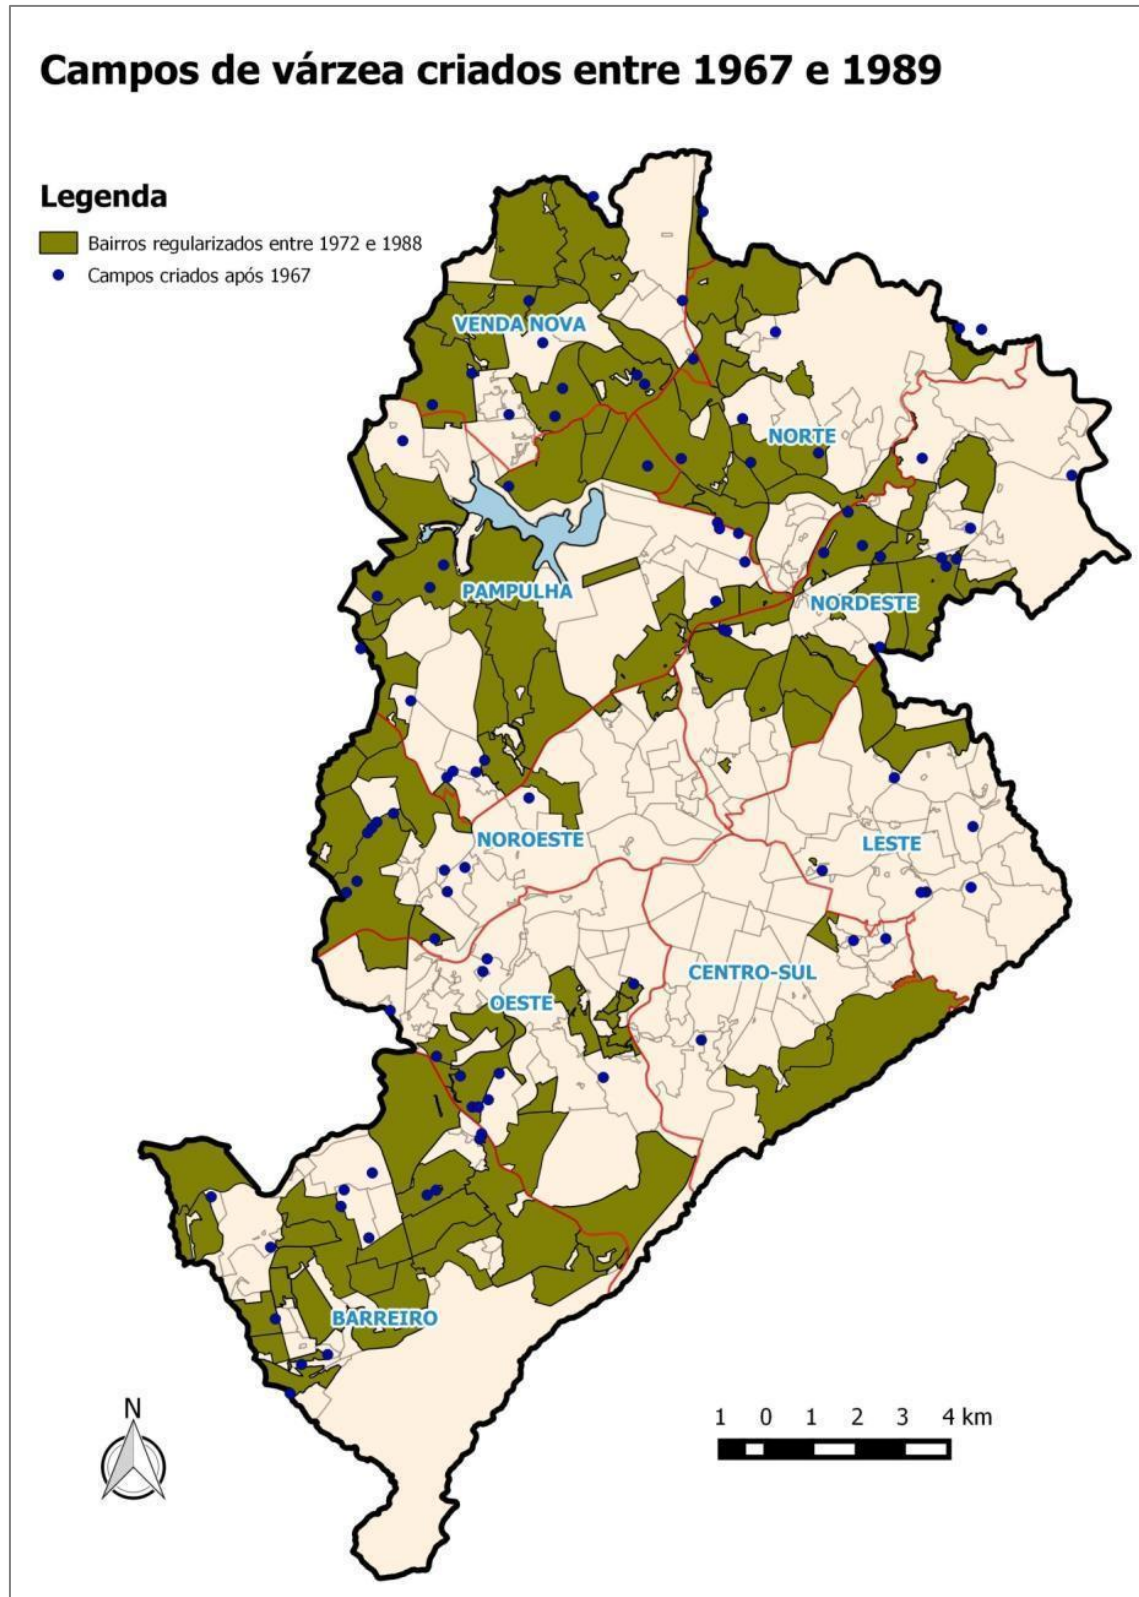 Campos de várzea criados entre 1967 e 1989
Legenda
Bairros regularizados entre 1972 e 1988
Campos criados após 1967
VENDA NOVA
NORTE
PAMPULHA
NORDESTE
NOROESTE
LESTE
CENTRO-SUL
OESTE
BARREIRO
N
1 0 1 2 3 4 km